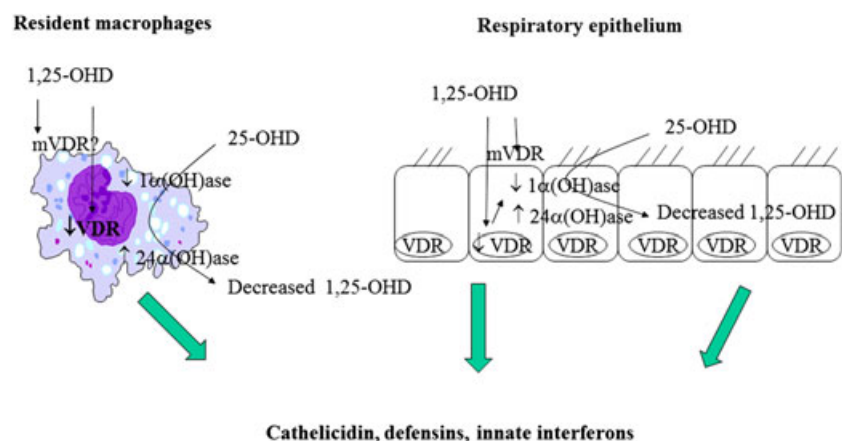 Resident macrophages
1,25-OHD
mVDR?
25-OHD
↓ 1α(OH)ase
↓VDR
↑ 24α(OH)ase
Decreased 1,25-OHD
Respiratory epithelium
1,25-OHD
25-OHD
mVDR
↓ 1α(OH)ase
↑ 24α(OH)ase
Decreased 1,25-OHD
VDR
↓ VDR
VDR
VDR
VDR
VDR
Cathelicidin, defensins, innate interferons